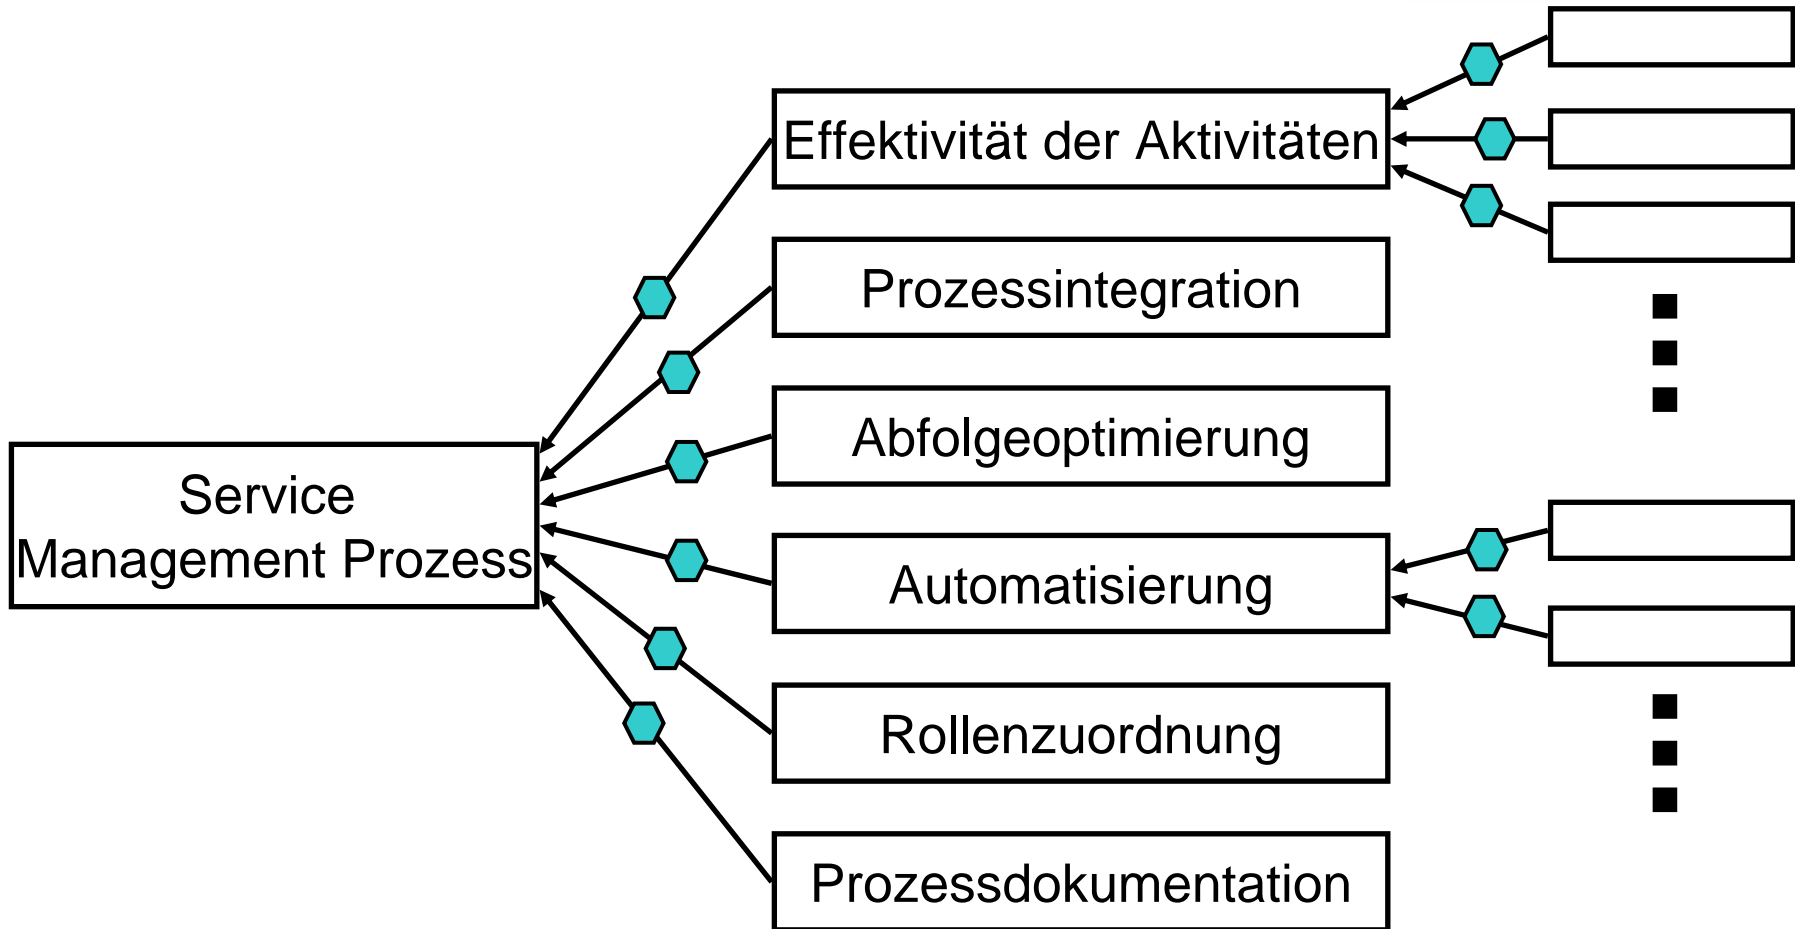 Effektivität der Aktivitäten
Prozessintegration
Abfolgeoptimierung
Service
Management Prozess
Automatisierung
Rollenzuordnung
Prozessdokumentation